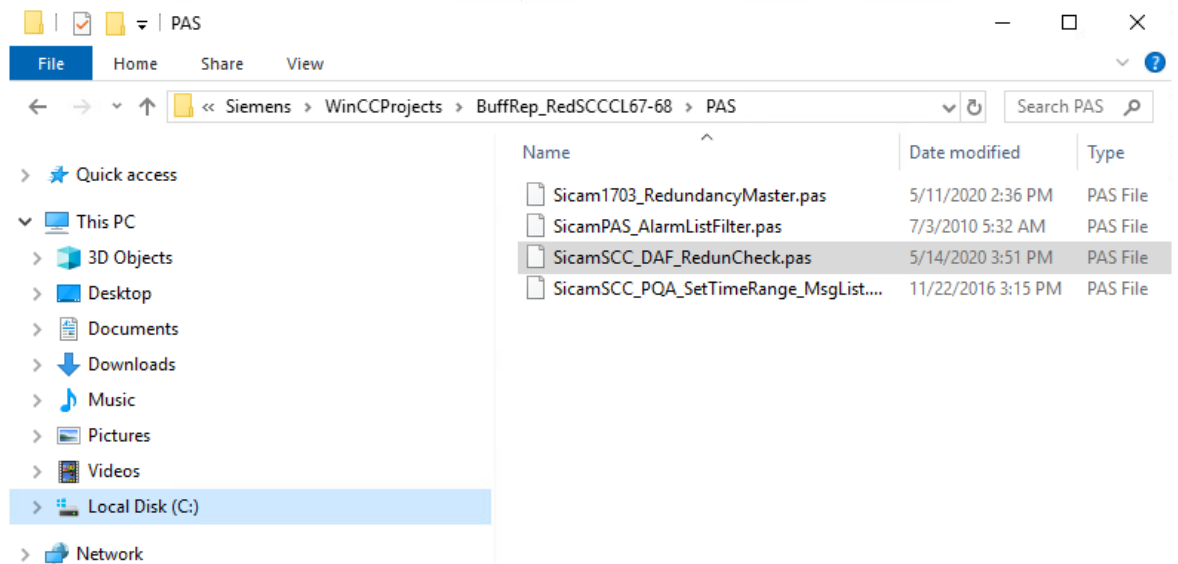 PAS
File Home Share View
« Siemens > WinCCProjects > BuffRep_RedSCCCL67-68 > PAS Search PAS
Name Date modified Type
Quick access
This PC
3D Objects
Desktop
Documents
Downloads
Music
Pictures
Videos
Local Disk (C:)
Network
Sicam1703_RedundancyMaster.pas 5/11/2020 2:36 PM PAS File
SicamPAS_AlarmListFilter.pas 7/3/2010 5:32 AM PAS File
SicamSCC_DAF_RedunCheck.pas 5/14/2020 3:51 PM PAS File
SicamSCC_PQA_SetTimeRange_MsgList.... 11/22/2016 3:15 PM PAS File